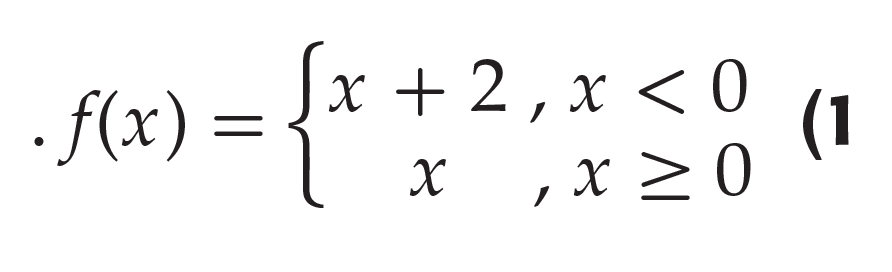 (1 f(x) = { x + 2 , x < 0
x , x ≥ 0 .